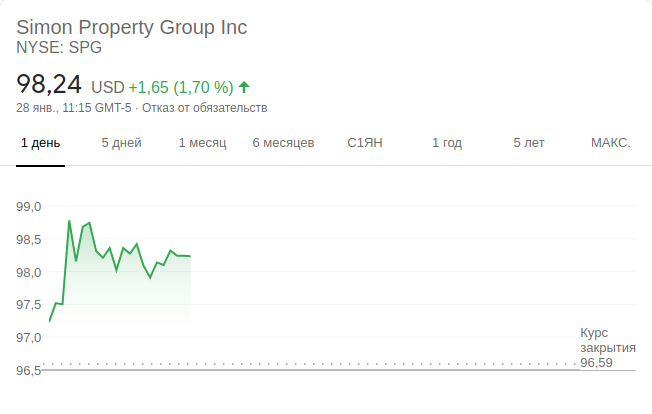 Simon Property Group Inc
NYSE: SPG
98,24 USD +1,65 (1,70 %)
28 янв., 11:15 GMT-5 · Отказ от обязательств
1 день 5 дней 1 месяц 6 месяцев С1ЯН 1 год 5 лет МАКС.
99,0
98,5
98,0
97,5
97,0
96,5
Курс
закрытия
96,59